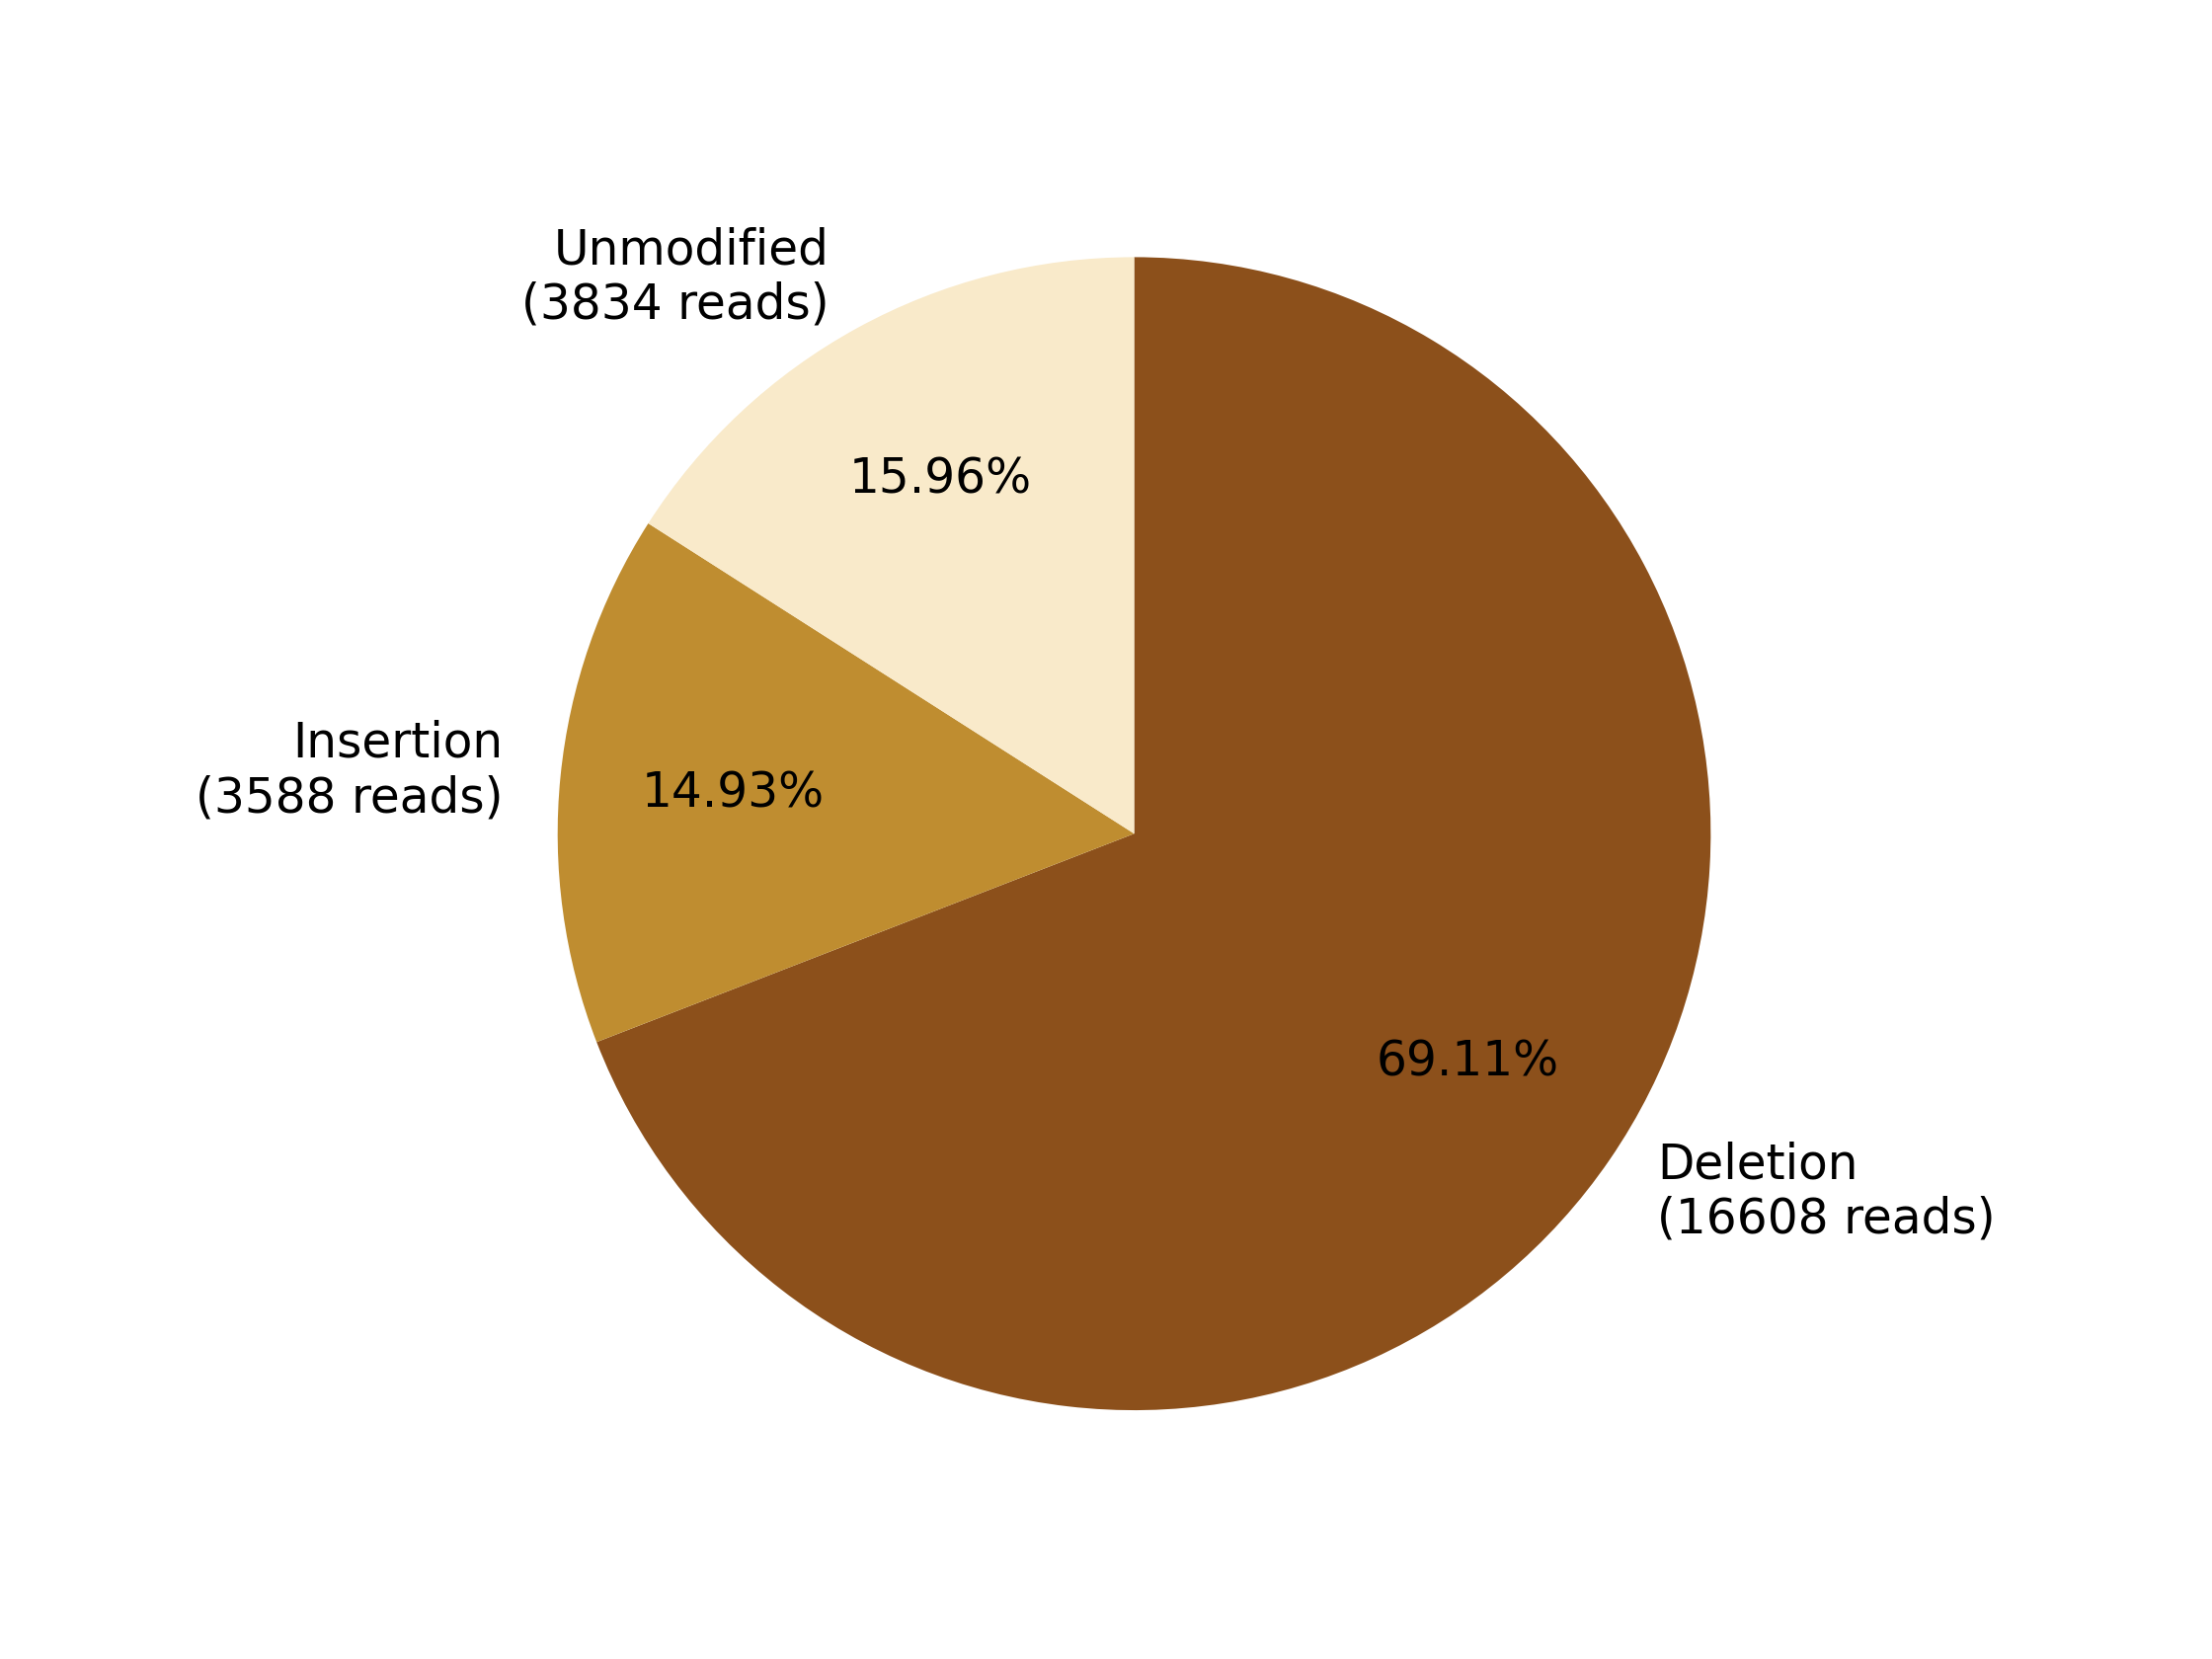 Unmodified
(3834 reads)
15.96%
Insertion
(3588 reads)
14.93%
69.11%
Deletion
(16608 reads)